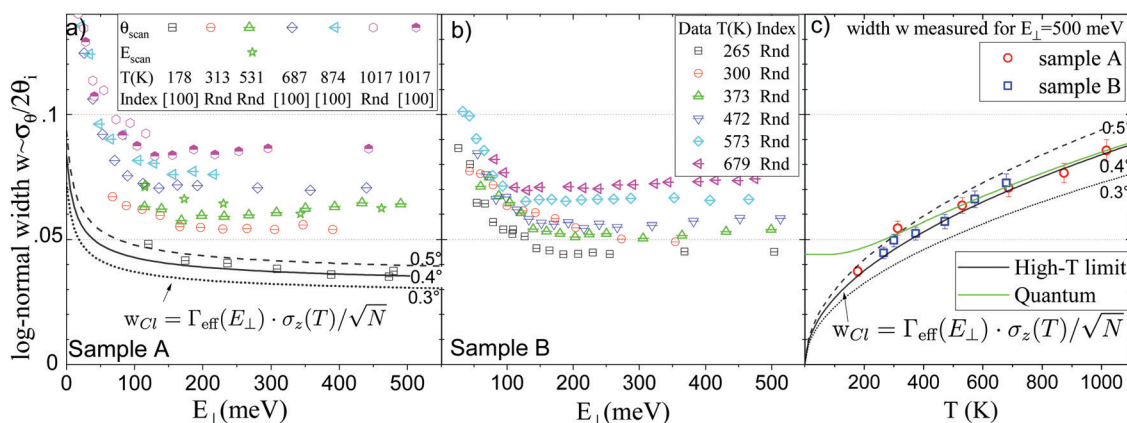 a)
θscan
Escan
T(K) 178 313 531 687 874 1017 1017
Index [100] Rnd Rnd [100] [100] Rnd [100]
log-normal width w~σθ/2θi
.1
.05
0
0.5°
0.4°
0.3°
wCl = Γeff(E⊥) · σz(T)/√N
Sample A
0 100 200 300 400 500
E⊥(meV)
b)
Data T(K) Index
265 Rnd
300 Rnd
373 Rnd
472 Rnd
573 Rnd
679 Rnd
Sample B
100 200 300 400 500
E⊥(meV)
c)
width w measured for E⊥=500 meV
sample A
sample B
0.5°
0.4°
0.3°
High-T limit
Quantum
wCl = Γeff(E⊥) · σz(T)/√N
200 400 600 800 1000
T (K)